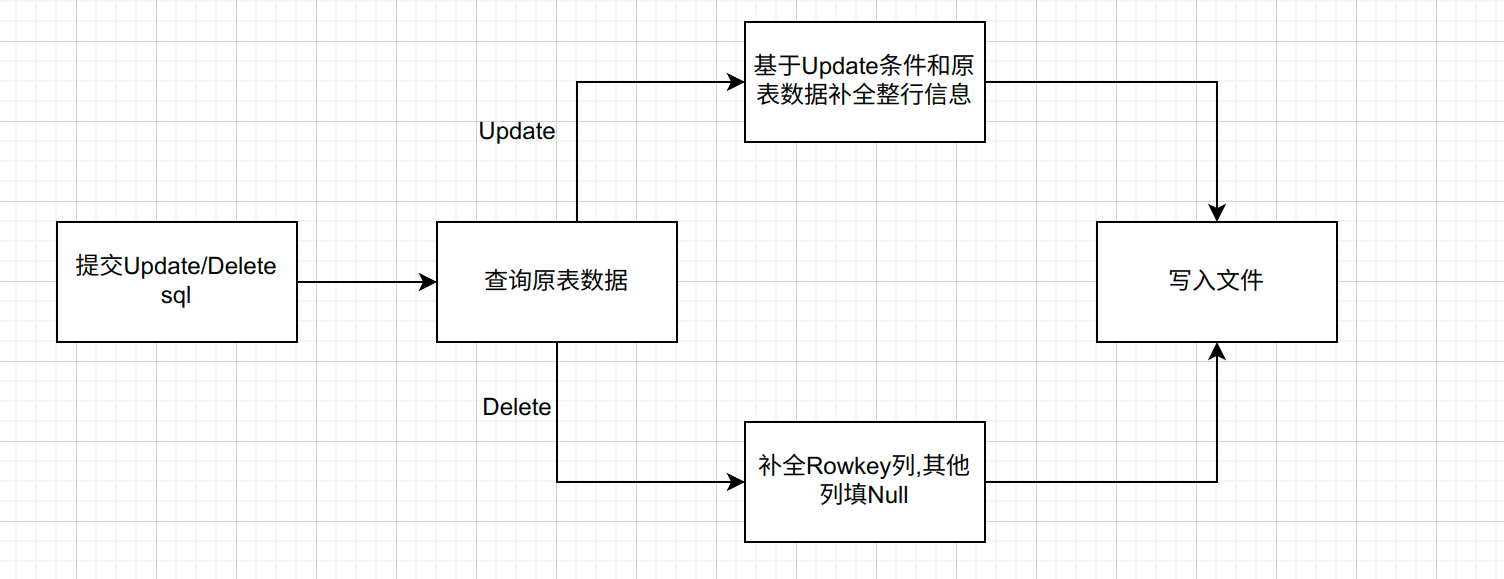 基于Update条件和原
表数据补全整行信息
Update
提交Update/Delete
sql
查询原表数据
写入文件
Delete
补全Rowkey列,其他
列填Null